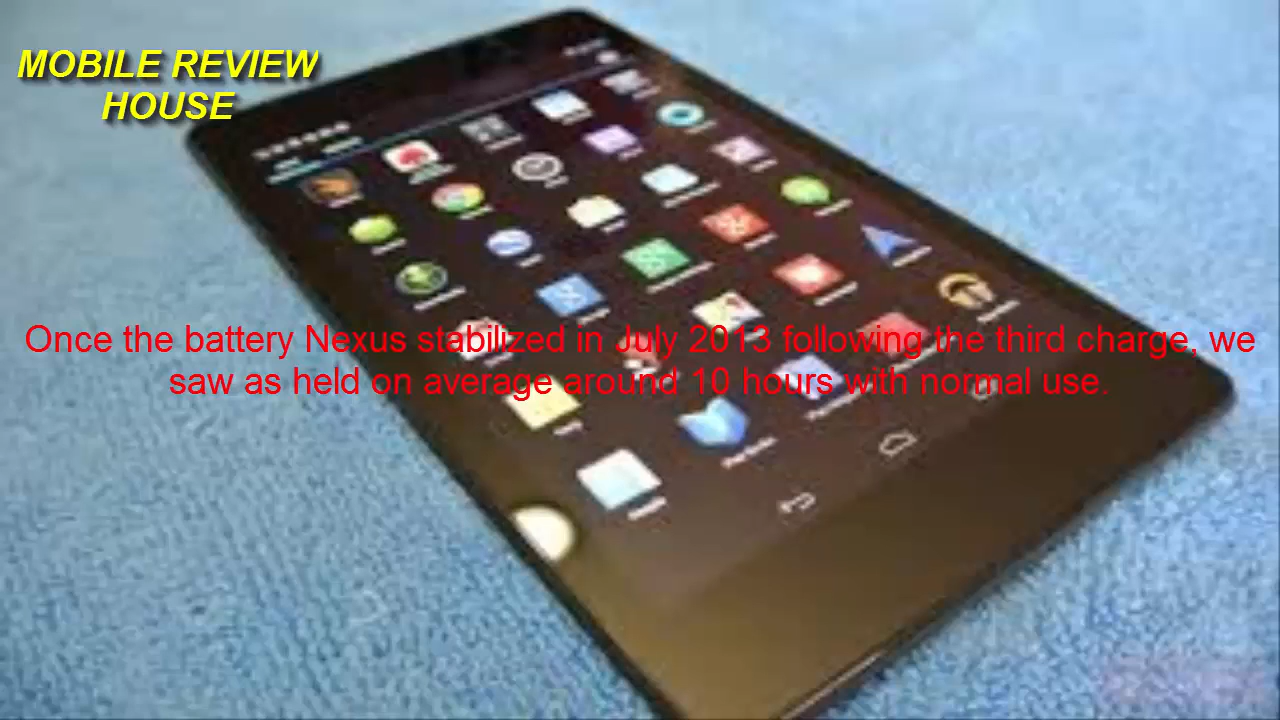 MOBILE REVIEW
HOUSE
Once the battery Nexus stabilized in July 2013 following the third charge, we
saw as held on average around 10 hours with normal use.